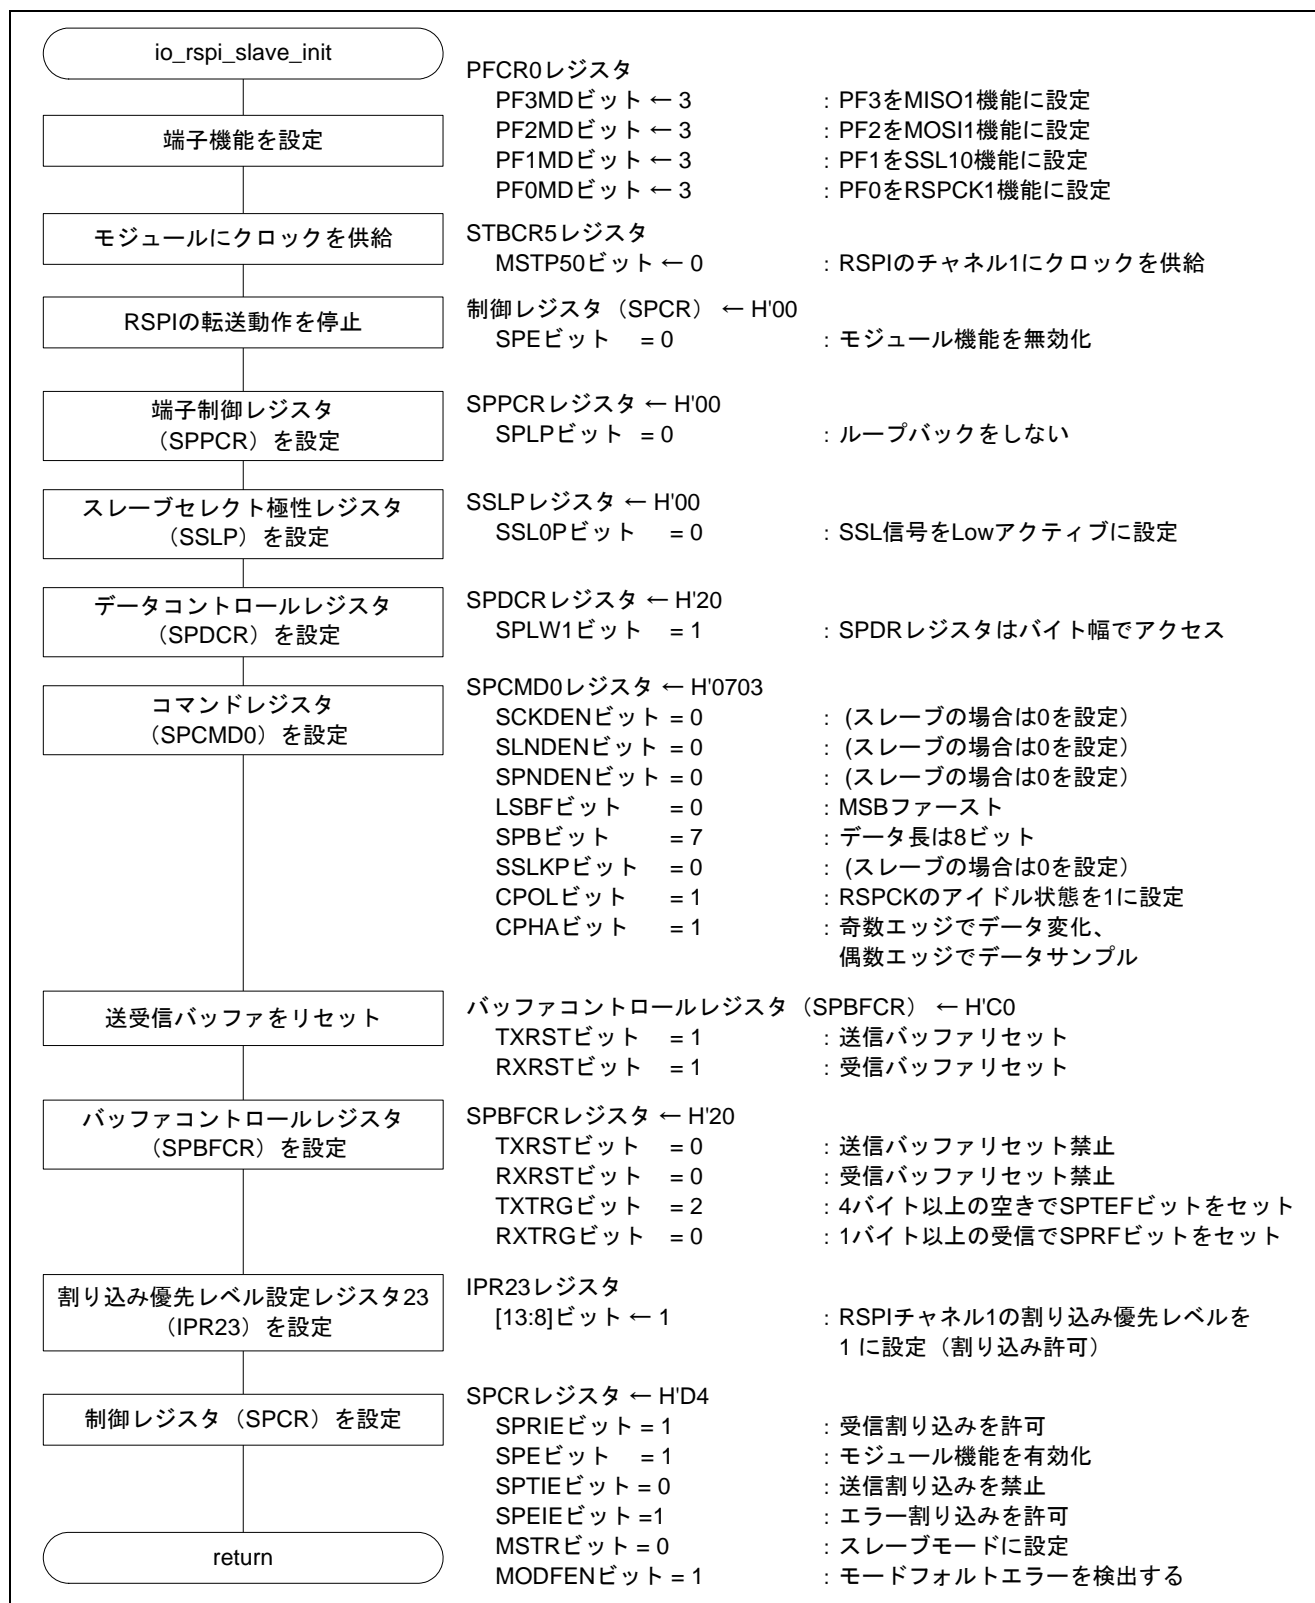 io_rspi_slave_init
端子機能を設定
PFCR0レジスタ
PF3MDビット ← 3 : PF3をMISO1機能に設定
PF2MDビット ← 3 : PF2をMOSI1機能に設定
PF1MDビット ← 3 : PF1をSSL10機能に設定
PF0MDビット ← 3 : PF0をRSPCK1機能に設定
モジュールにクロックを供給
STBCR5レジスタ
MSTP50ビット ← 0 : RSPIのチャネル1にクロックを供給
RSPIの転送動作を停止
制御レジスタ（SPCR） ← H'00
SPEビット = 0 : モジュール機能を無効化
端子制御レジスタ
（SPPCR）を設定
SPPCRレジスタ ← H'00
SPLPビット = 0 : ループバックをしない
スレーブセレクト極性レジスタ
（SSLP）を設定
SSLPレジスタ ← H'00
SSL0Pビット = 0 : SSL信号をLowアクティブに設定
データコントロールレジスタ
（SPDCR）を設定
SPDCRレジスタ ← H'20
SPLW1ビット = 1 : SPDRレジスタはバイト幅でアクセス
コマンドレジスタ
（SPCMD0）を設定
SPCMD0レジスタ ← H'0703
SCKDENビット = 0 : (スレーブの場合は0を設定）
SLNDENビット = 0 : (スレーブの場合は0を設定）
SPNDENビット = 0 : (スレーブの場合は0を設定）
LSBFビット = 0 : MSBファースト
SPBビット = 7 : データ長は8ビット
SSLKPビット = 0 : (スレーブの場合は0を設定）
CPOLビット = 1 : RSPCKのアイドル状態を1に設定
CPHAビット = 1 : 奇数エッジでデータ変化、
偶数エッジでデータサンプル
送受信バッファをリセット
バッファコントロールレジスタ（SPBFCR） ← H'C0
TXRSTビット = 1 : 送信バッファリセット
RXRSTビット = 1 : 受信バッファリセット
バッファコントロールレジスタ
（SPBFCR）を設定
SPBFCRレジスタ ← H'20
TXRSTビット = 0 : 送信バッファリセット禁止
RXRSTビット = 0 : 受信バッファリセット禁止
TXTRGビット = 2 : 4バイト以上の空きでSPTEFビットをセット
RXTRGビット = 0 : 1バイト以上の受信でSPRFビットをセット
割り込み優先レベル設定レジスタ23
（IPR23）を設定
IPR23レジスタ
[13:8]ビット ← 1 : RSPIチャネル1の割り込み優先レベルを
1 に設定（割り込み許可）
制御レジスタ（SPCR）を設定
SPCRレジスタ ← H'D4
SPRIEビット = 1 : 受信割り込みを許可
SPEビット = 1 : モジュール機能を有効化
SPTIEビット = 0 : 送信割り込みを禁止
SPEIEビット =1 : エラー割り込みを許可
MSTRビット = 0 : スレーブモードに設定
MODFENビット = 1 : モードフォルトエラーを検出する
return